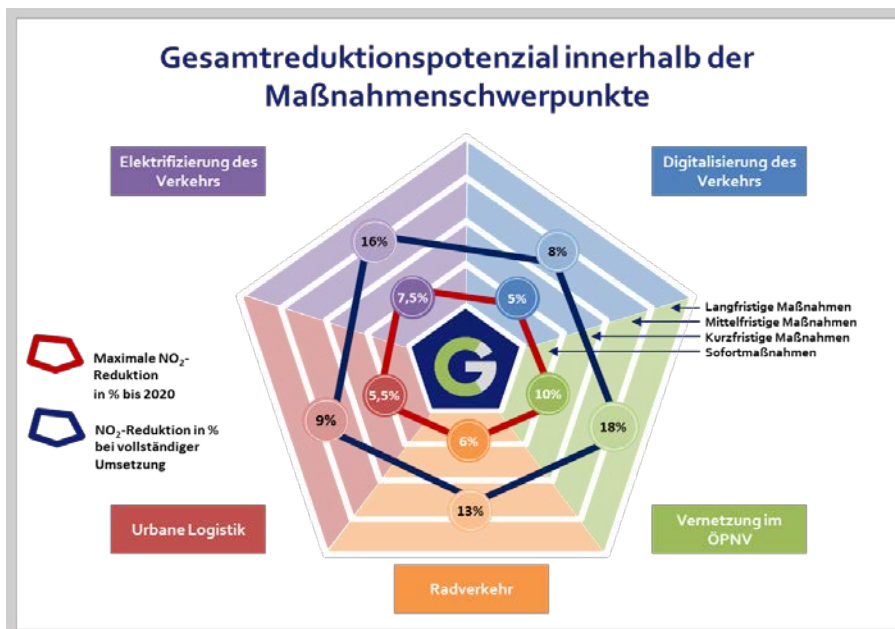 Gesamtreduktionspotenzial innerhalb der
Maßnahmenschwerpunkte
Elektrifizierung des
Verkehrs
Digitalisierung des
Verkehrs
16%
8%
7,5%
5%
Langfristige Maßnahmen
Mittelfristige Maßnahmen
Kurzfristige Maßnahmen
Sofortmaßnahmen
G
Maximale NO₂-
Reduktion
in % bis 2020
5,5%
10%
9%
18%
NO₂-Reduktion in %
bei vollständiger
Umsetzung
6%
13%
Urbane Logistik
Vernetzung im
ÖPNV
Radverkehr